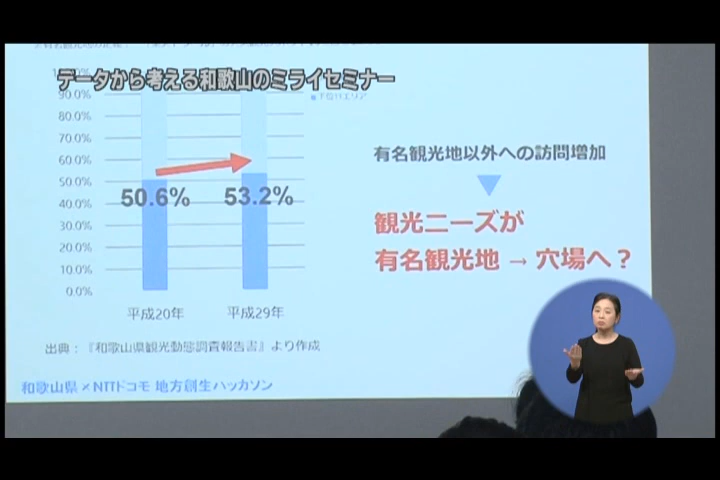 データから考える和歌山のミライセミナー
90.0%
80.0%
70.0%
60.0%
50.0%
40.0%
30.0%
20.0%
10.0%
0.0%
50.6%
53.2%
平成20年
平成29年
有名観光地以外への訪問増加
観光ニーズが
有名観光地 → 穴場へ？
出典：『和歌山県観光動態調査報告書』より作成
和歌山県×NTTドコモ 地方創生ハッカソン